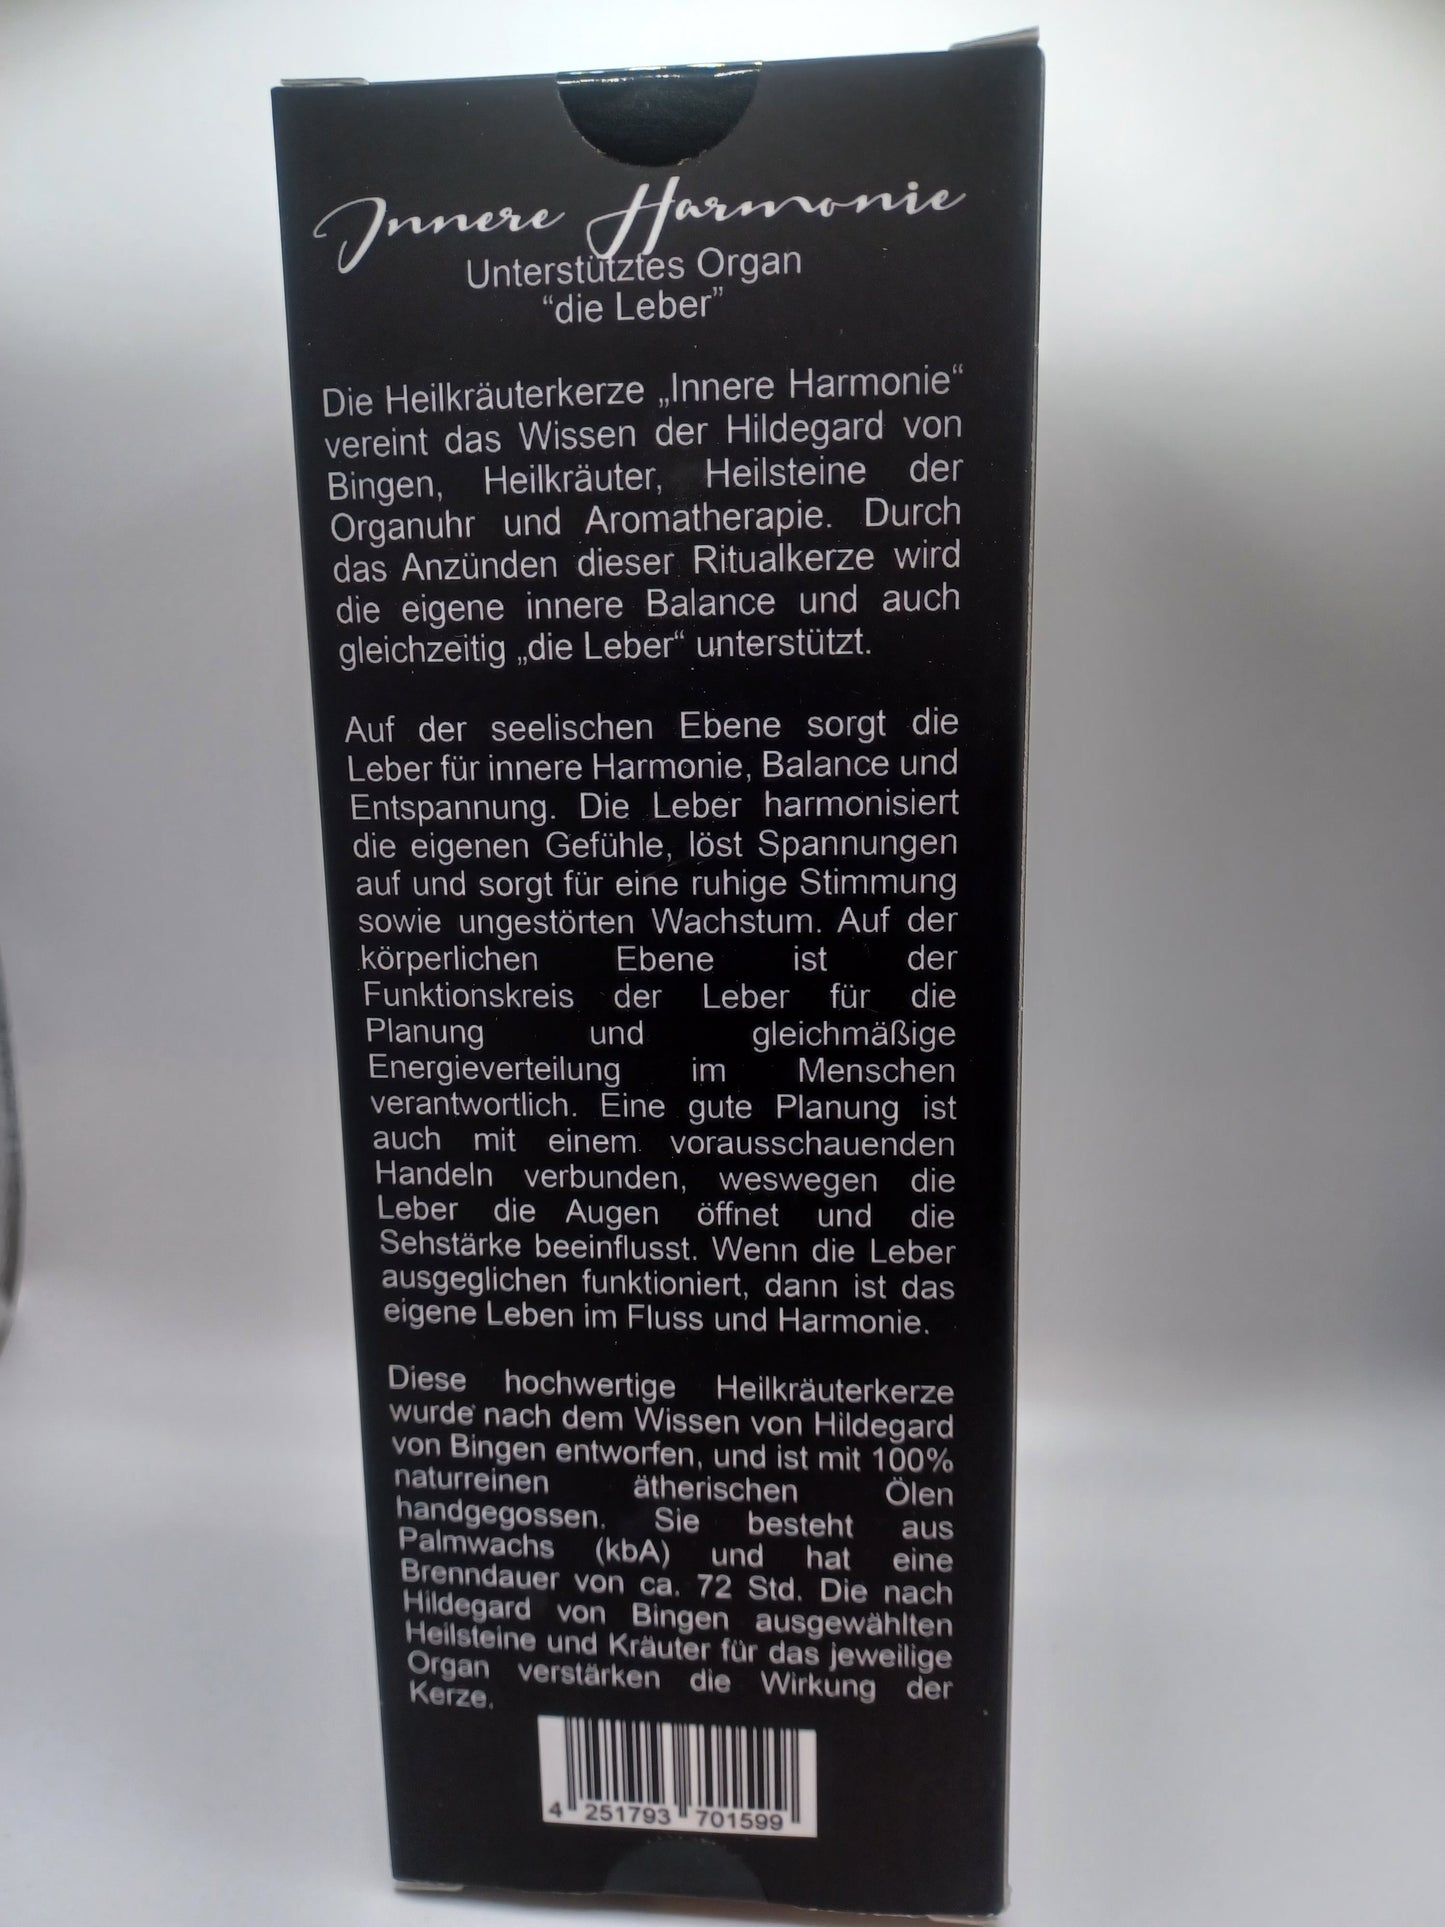 Innere Harmonie
Unterstütztes Organ
“die Leber”
Die Heilkräuterkerze „Innere Harmonie“
vereint das Wissen der Hildegard von
Bingen, Heilkräuter, Heilsteine der
Organuhr und Aromatherapie. Durch
das Anzünden dieser Ritualkerze wird
die eigene innere Balance und auch
gleichzeitig „die Leber“ unterstützt.
Auf der seelischen Ebene sorgt die
Leber für innere Harmonie, Balance und
Entspannung. Die Leber harmonisiert
die eigenen Gefühle, löst Spannungen
auf und sorgt für eine ruhige Stimmung
sowie ungestörten Wachstum. Auf der
körperlichen Ebene ist der
Funktionskreis der Leber für die
Planung und gleichmäßige
Energieverteilung im Menschen
verantwortlich. Eine gute Planung ist
auch mit einem vorausschauenden
Handeln verbunden, weswegen die
Leber die Augen öffnet und die
Sehstärke beeinflusst. Wenn die Leber
ausgeglichen funktioniert, dann ist das
eigene Leben im Fluss und Harmonie.
Diese hochwertige Heilkräuterkerze
wurde nach dem Wissen von Hildegard
von Bingen entworfen, und ist mit 100%
naturreinen ätherischen Ölen
handgegossen. Sie besteht aus
Palmwachs (kbA) und hat eine
Brenndauer von ca. 72 Std. Die nach
Hildegard von Bingen ausgewählten
Heilsteine und Kräuter für das jeweilige
Organ verstärken die Wirkung der
Kerze.
4 251793 701599